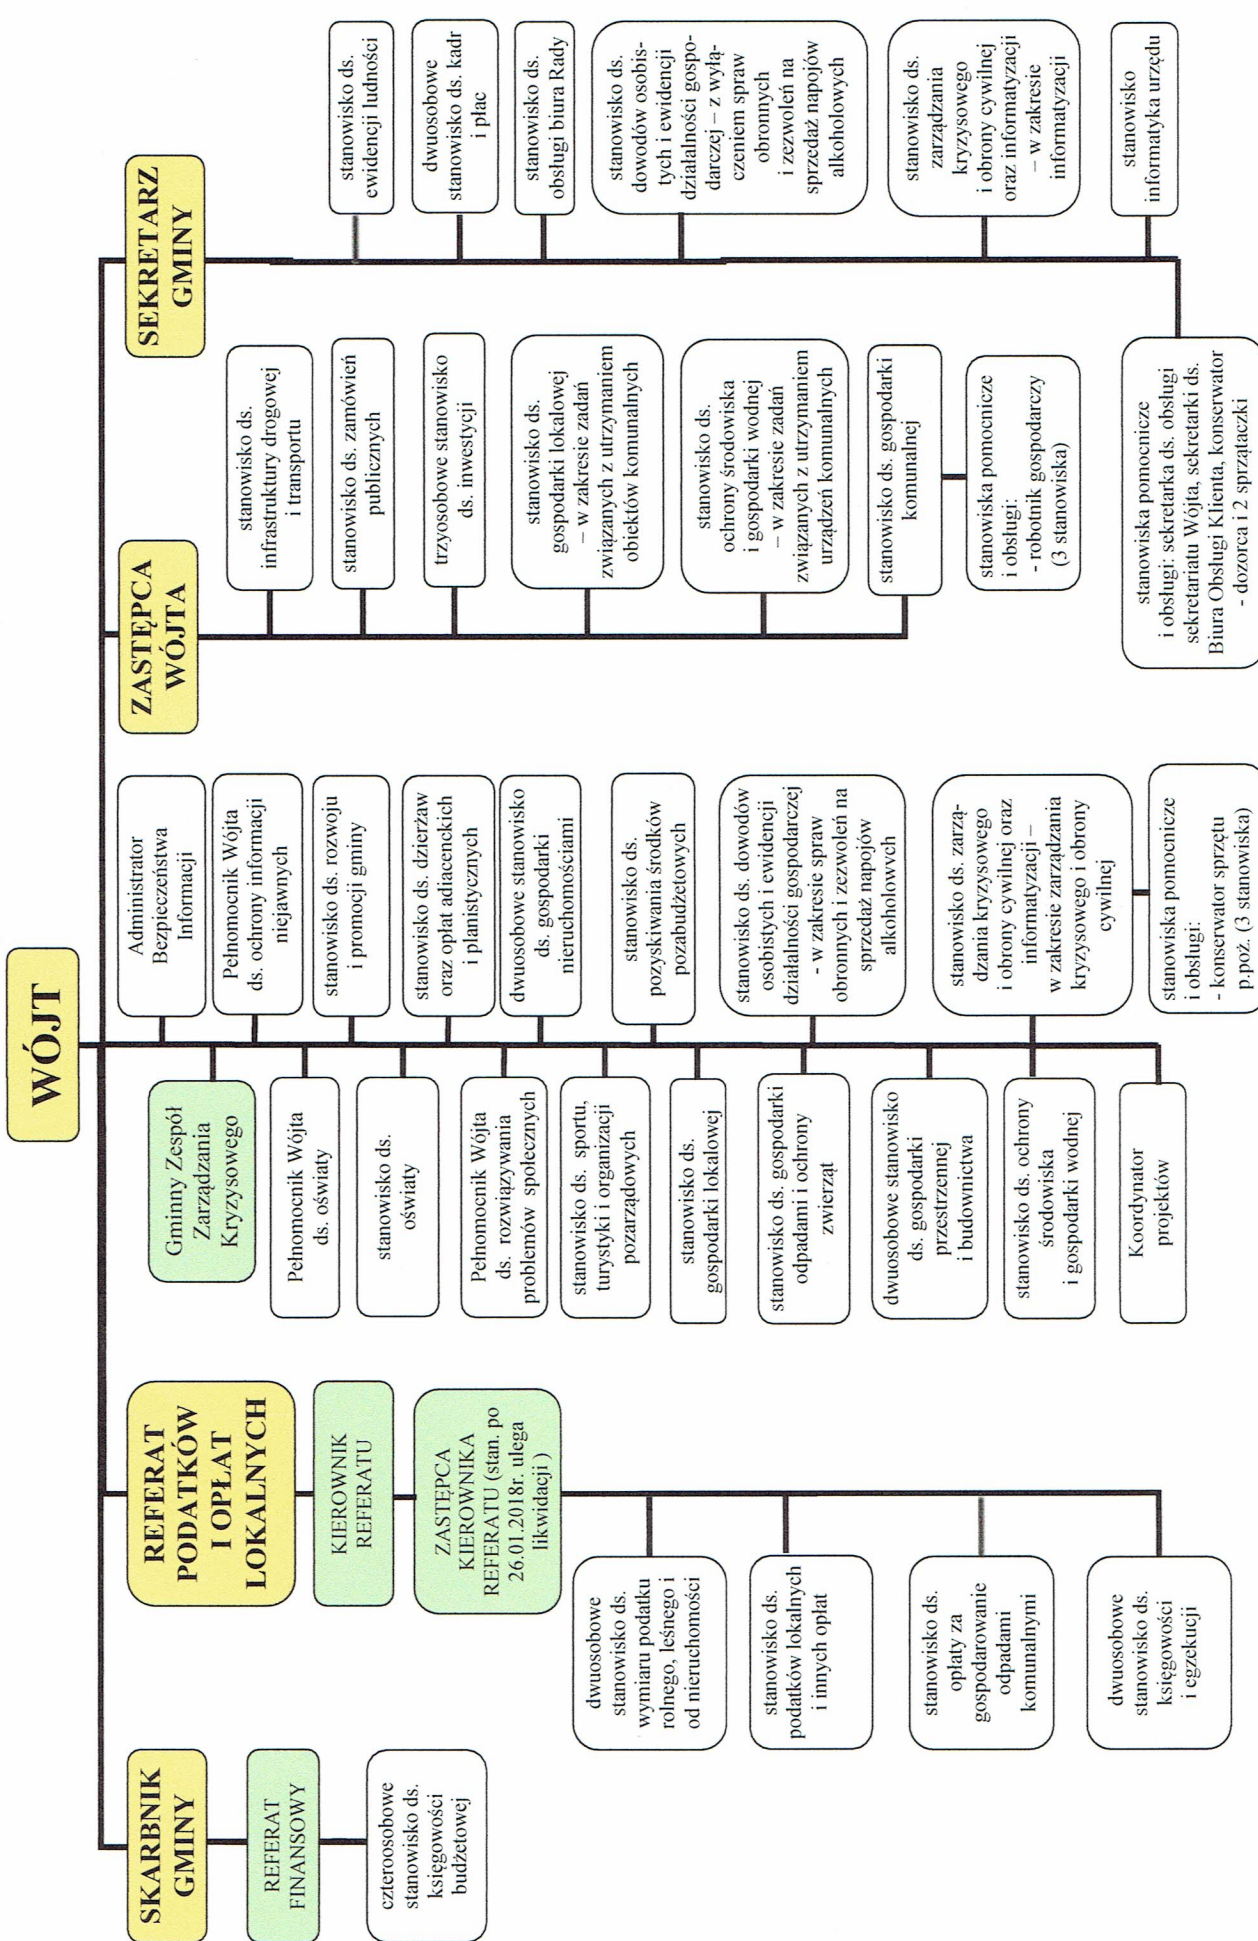 WÓJT
SKARBNIK
GMINY
REFERAT
FINANSOWY
czteroosobowe
stanowisko ds.
księgowości
budżetowej
REFERAT
PODATKÓW
I OPŁAT
LOKALNYCH
KIEROWNIK
REFERATU
ZASTĘPCA
KIEROWNIKA
REFERATU (stan. po
26.01.2018r. ulega
likwidacji )
dwuosobowe
stanowisko ds.
wymiaru podatku
rolnego, leśnego i
od nieruchomości
stanowisko ds.
podatków lokalnych
i innych opłat
stanowisko ds.
opłaty za
gospodarowanie
odpadami
komunalnymi
dwuosobowe
stanowisko ds.
księgowości
i egzekucji
Gminny Zespół
Zarządzania
Kryzysowego
Pełnomocnik Wójta
ds. oświaty
stanowisko ds.
oświaty
Pełnomocnik Wójta
ds. rozwiązywania
problemów społecznych
stanowisko ds. sportu,
turystyki i organizacji
pozarządowych
stanowisko ds.
gospodarki lokalowej
stanowisko ds. gospodarki
odpadami i ochrony
zwierząt
dwuosobowe stanowisko
ds. gospodarki
przestrzennej
i budownictwa
stanowisko ds. ochrony
środowiska
i gospodarki wodnej
Koordynator
projektów
Administrator
Bezpieczeństwa
Informacji
Pełnomocnik Wójta
ds. ochrony informacji
niejawnych
stanowisko ds. rozwoju
i promocji gminy
stanowisko ds. dzierżaw
oraz opłat adiacenckich
i planistycznych
dwuosobowe stanowisko
ds. gospodarki
nieruchomościami
stanowisko ds.
pozyskiwania środków
pozabudżetowych
stanowisko ds. dowodów
osobistych i ewidencji
działalności gospodarczej
- w zakresie spraw
obronnych i zezwoleń na
sprzedaż napojów
alkoholowych
stanowisko ds. zarzą-
dzania kryzysowego
i obrony cywilnej oraz
informatyzacji –
w zakresie zarządzania
kryzysowego i obrony
cywilnej
stanowiska pomocnicze
i obsługi:
- konserwator sprzętu
p.poż. (3 stanowiska)
ZASTĘPCA
WÓJTA
stanowisko ds.
infrastruktury drogowej
i transportu
stanowisko ds. zamówień
publicznych
trzyosobowe stanowisko
ds. inwestycji
stanowisko ds.
gospodarki lokalowej
– w zakresie zadań
związanych z utrzymaniem
obiektów komunalnych
stanowisko ds.
ochrony środowiska
i gospodarki wodnej
– w zakresie zadań
związanych z utrzymaniem
urządzeń komunalnych
stanowisko ds. gospodarki
komunalnej
stanowiska pomocnicze
i obsługi:
- robotnik gospodarczy
(3 stanowiska)
SEKRETARZ
GMINY
stanowisko ds.
ewidencji ludności
dwuosobowe
stanowisko ds. kadr
i płac
stanowisko ds.
obsługi biura Rady
stanowisko ds.
dowodów osobis-
tych i ewidencji
działalności gospo-
darczej – z wyłą-
czeniem spraw
obronnych
i zezwoleń na
sprzedaż napojów
alkoholowych
stanowisko ds.
zarządzania
kryzysowego
i obrony cywilnej
oraz informatyzacji
– w zakresie
informatyzacji
stanowisko
informatyka urzędu
stanowiska pomocnicze
i obsługi: sekretarka ds. obsługi
sekretariatu Wójta, sekretarki ds.
Biura Obsługi Klienta, konserwator
- dozorca i 2 sprzątaczki